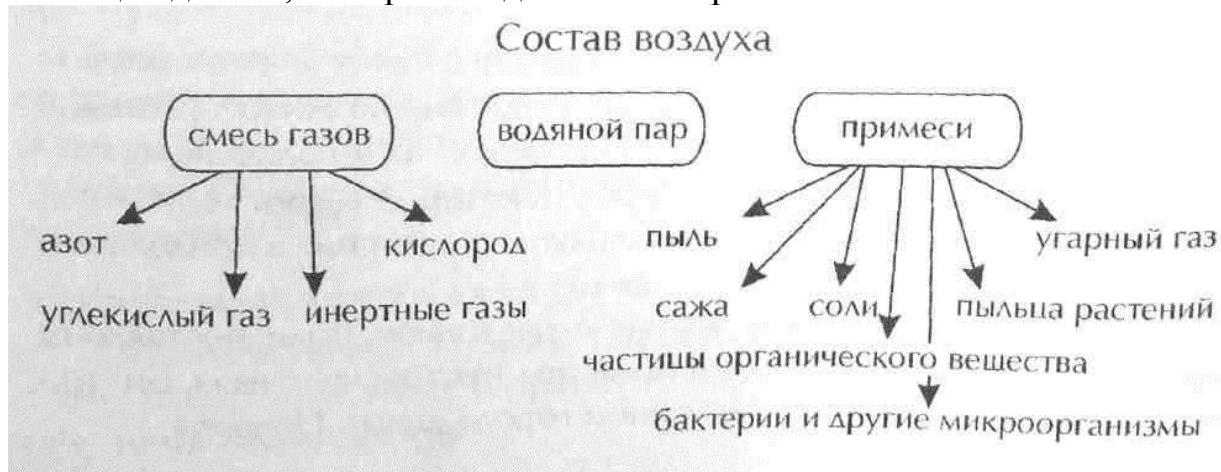 Состав воздуха
смесь газов водяной пар примеси
азот кислород пыль угарный газ
углекислый газ инертные газы сажа соли пыльца растений
частицы органического вещества
бактерии и другие микроорганизмы